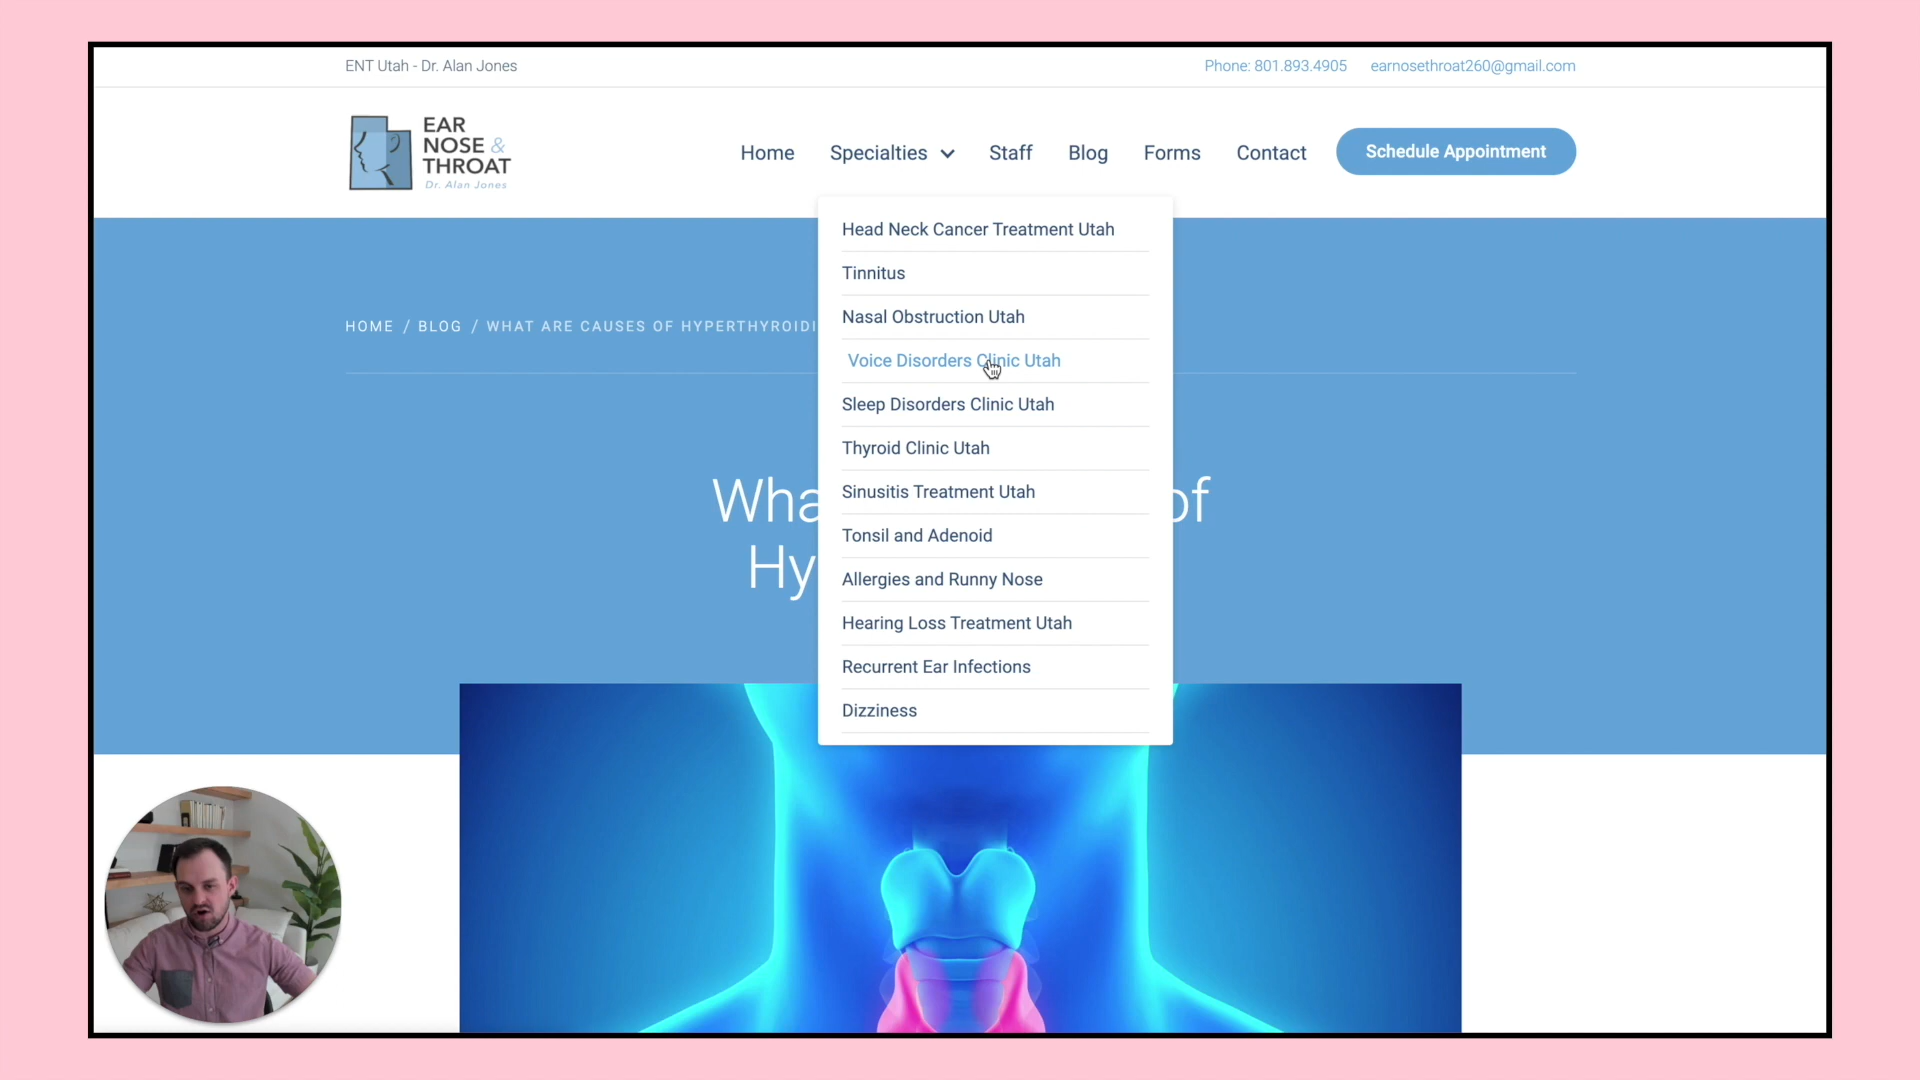 ENT Utah - Dr. Alan Jones
Phone: 801.893.4905 earnosethroat260@gmail.com
EAR
NOSE &
THROAT
Dr. Alan Jones
Home Specialties Staff Blog Forms Contact Schedule Appointment
Head Neck Cancer Treatment Utah
Tinnitus
Nasal Obstruction Utah
Voice Disorders Clinic Utah
Sleep Disorders Clinic Utah
Thyroid Clinic Utah
Sinusitis Treatment Utah
Tonsil and Adenoid
Allergies and Runny Nose
Hearing Loss Treatment Utah
Recurrent Ear Infections
Dizziness
HOME / BLOG / WHAT ARE CAUSES OF HYPERTHYROIDI
Wha of
Hy